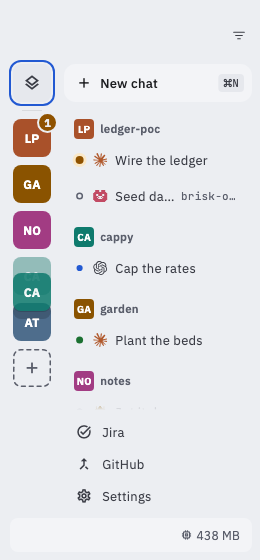 New chat
⌘N
LP
1
GA
NO
CA
CA
AT
LP ledger-poc
Wire the ledger
Seed da... brisk-o...
CA cappy
Cap the rates
GA garden
Plant the beds
NO notes
Jira
GitHub
Settings
438 MB